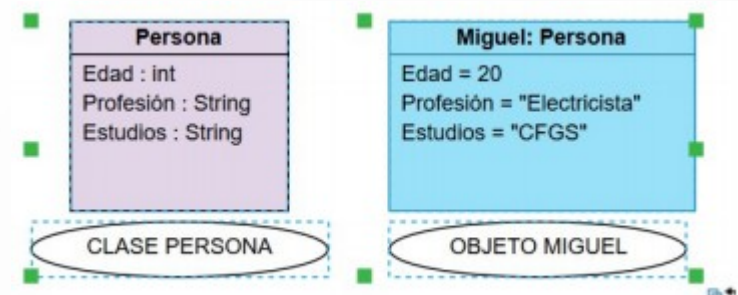 Persona
Edad : int
Profesión : String
Estudios : String
CLASE PERSONA
Miguel: Persona
Edad = 20
Profesión = "Electricista"
Estudios = "CFGS"
OBJETO MIGUEL